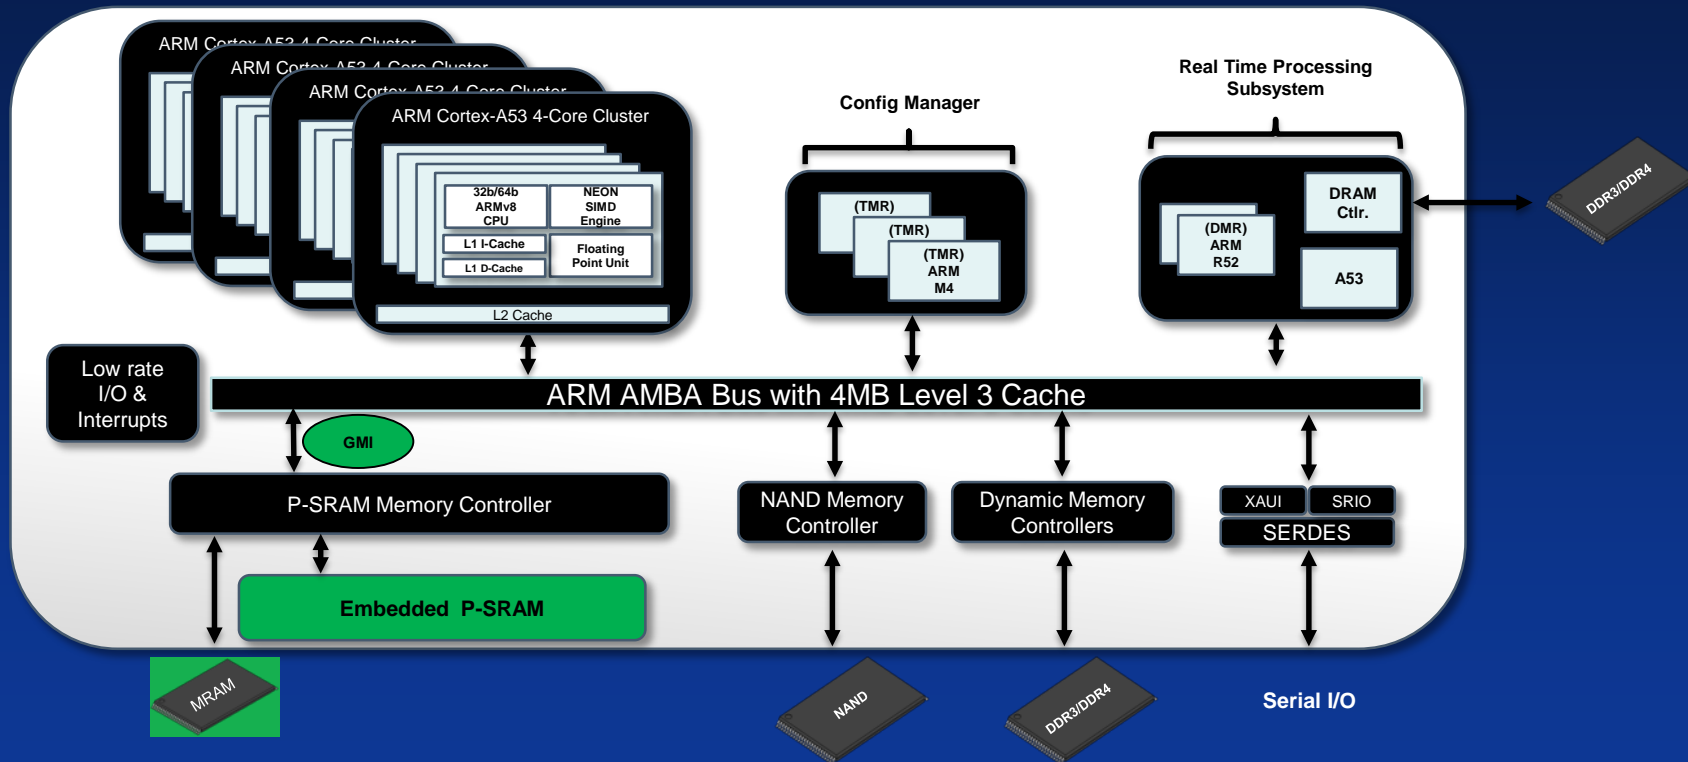 ARM Cortex-A53 4-Core Cluster
ARM Cortex-A53 4-Core Cluster
ARM Cortex-A53 4-Core Cluster
ARM Cortex-A53 4-Core Cluster
32b/64b
ARMv8
CPU
NEON
SIMD
Engine
L1 I-Cache
L1 D-Cache
Floating
Point Unit
L2 Cache
Config Manager
(TMR)
(TMR)
(TMR)
ARM
M4
Real Time Processing
Subsystem
(DMR)
ARM
R52
DRAM
Ctlr.
A53
DDR3/DDR4
Low rate
I/O &
Interrupts
ARM AMBA Bus with 4MB Level 3 Cache
GMI
P-SRAM Memory Controller
NAND Memory
Controller
Dynamic Memory
Controllers
XAUI
SRIO
SERDES
Embedded P-SRAM
MRAM
NAND
DDR3/DDR4
Serial I/O